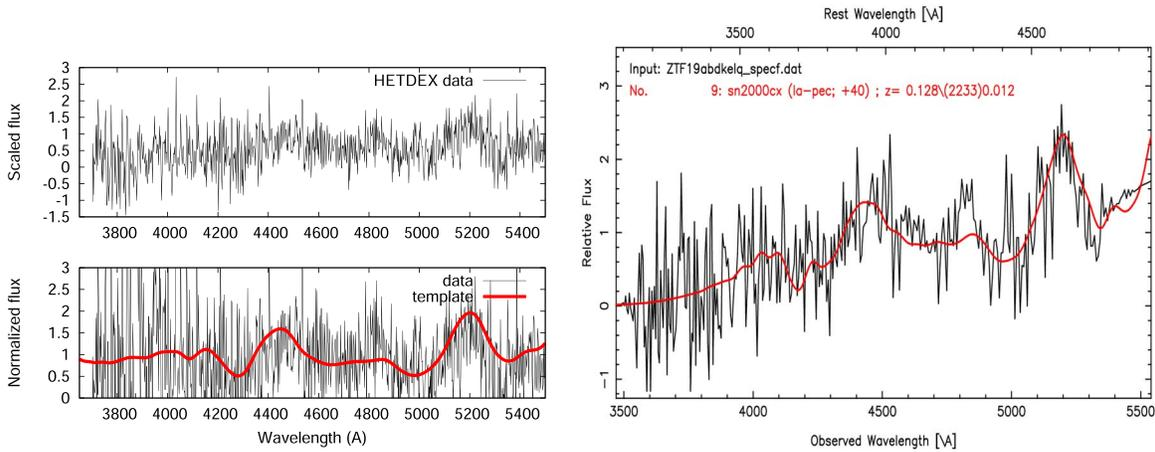 3
2.5
2
1.5
1
0.5
0
-0.5
-1
-1.5
Scaled flux
HETDEX data
3800 4000 4200 4400 4600 4800 5000 5200 5400
3
2.5
2
1.5
1
0.5
0
Normalized flux
data
template
3800 4000 4200 4400 4600 4800 5000 5200 5400
Wavelength (A)
Rest Wavelength [\A]
3500 4000 4500
Input: ZTF19abdkelq_specf.dat
No. 9: sn2000cx (Ia-pec; +40) ; z= 0.128\(2233)0.012
3
2
1
0
−1
Relative Flux
3500 4000 4500 5000 5500
Observed Wavelength [\A]